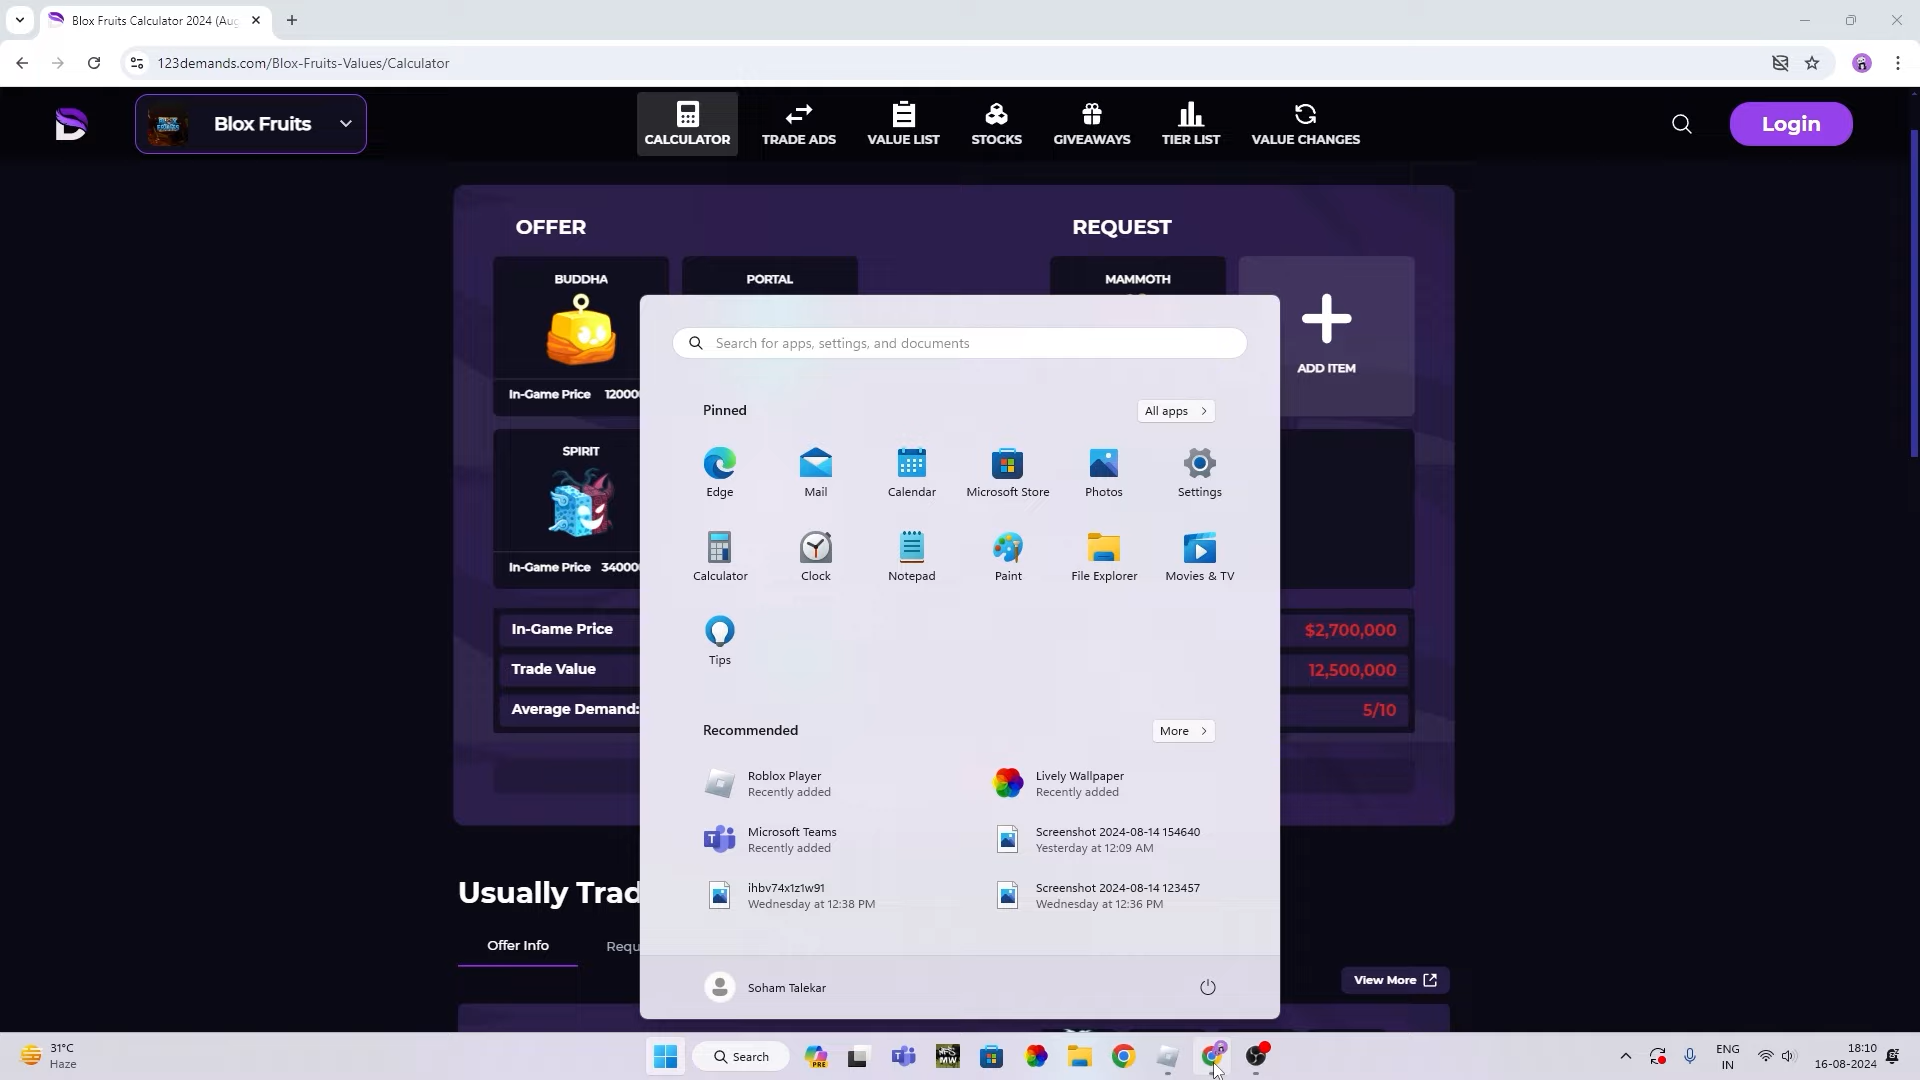 Blox Fruits Calculator 2024 (Aug
123demands.com/Blox-Fruits-Values/Calculator
Blox Fruits
CALCULATOR
TRADE ADS
VALUE LIST
STOCKS
GIVEAWAYS
TIER LIST
VALUE CHANGES
Login
OFFER
REQUEST
BUDDHA
PORTAL
MAMMOTH
ADD ITEM
In-Game Price 12000
SPIRIT
In-Game Price 34000
In-Game Price
$2,700,000
Trade Value
12,500,000
Average Demand:
5/10
Search for apps, settings, and documents
Pinned
All apps
Edge
Mail
Calendar
Microsoft Store
Photos
Settings
Calculator
Clock
Notepad
Paint
File Explorer
Movies & TV
Tips
Recommended
More
Roblox Player
Recently added
Lively Wallpaper
Recently added
Microsoft Teams
Recently added
Screenshot 2024-08-14 154640
Yesterday at 12:09 AM
ihbv74x1z1w91
Wednesday at 12:38 PM
Screenshot 2024-08-14 123457
Wednesday at 12:36 PM
Soham Talekar
Usually Trad
Offer Info
Requ
View More
31°C
Haze
Search
PRE
MW
ENG
IN
18:10
16-08-2024